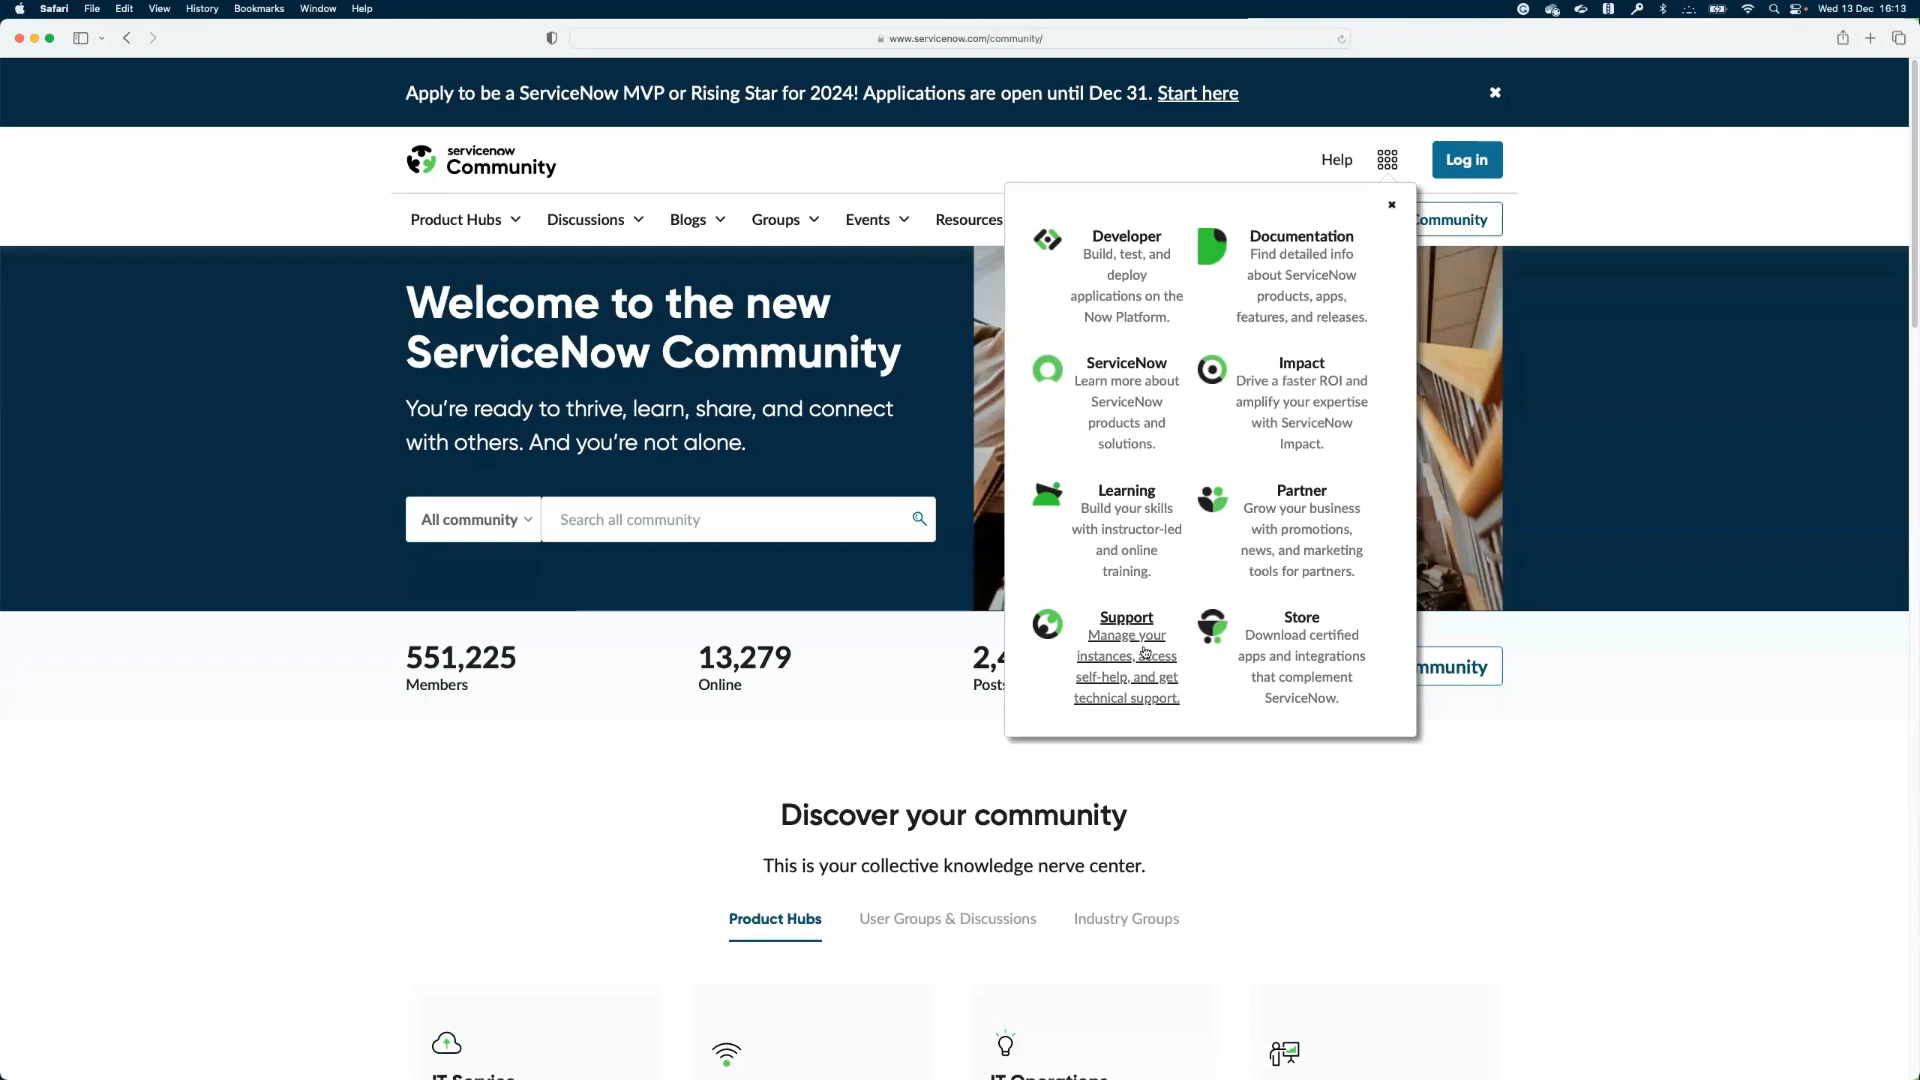 Safari File Edit View History Bookmarks Window Help
Wed 13 Dec 16:13
www.servicenow.com/community/
Apply to be a ServiceNow MVP or Rising Star for 2024! Applications are open until Dec 31. Start here
servicenow
Community
Help
Log in
Product Hubs Discussions Blogs Groups Events Resources
Community
Welcome to the new
ServiceNow Community
You're ready to thrive, learn, share, and connect
with others. And you're not alone.
All community
Search all community
Developer
Build, test, and
deploy
applications on the
Now Platform.
Documentation
Find detailed info
about ServiceNow
products, apps,
features, and releases.
ServiceNow
Learn more about
ServiceNow
products and
solutions.
Impact
Drive a faster ROI and
amplify your expertise
with ServiceNow
Impact.
Learning
Build your skills
with instructor-led
and online
training.
Partner
Grow your business
with promotions,
news, and marketing
tools for partners.
Support
Manage your
instances, access
self-help, and get
technical support.
Store
Download certified
apps and integrations
that complement
ServiceNow.
551,225
Members
13,279
Online
2,4
Posts
mmunity
Discover your community
This is your collective knowledge nerve center.
Product Hubs User Groups & Discussions Industry Groups
IT Service
IT Operations